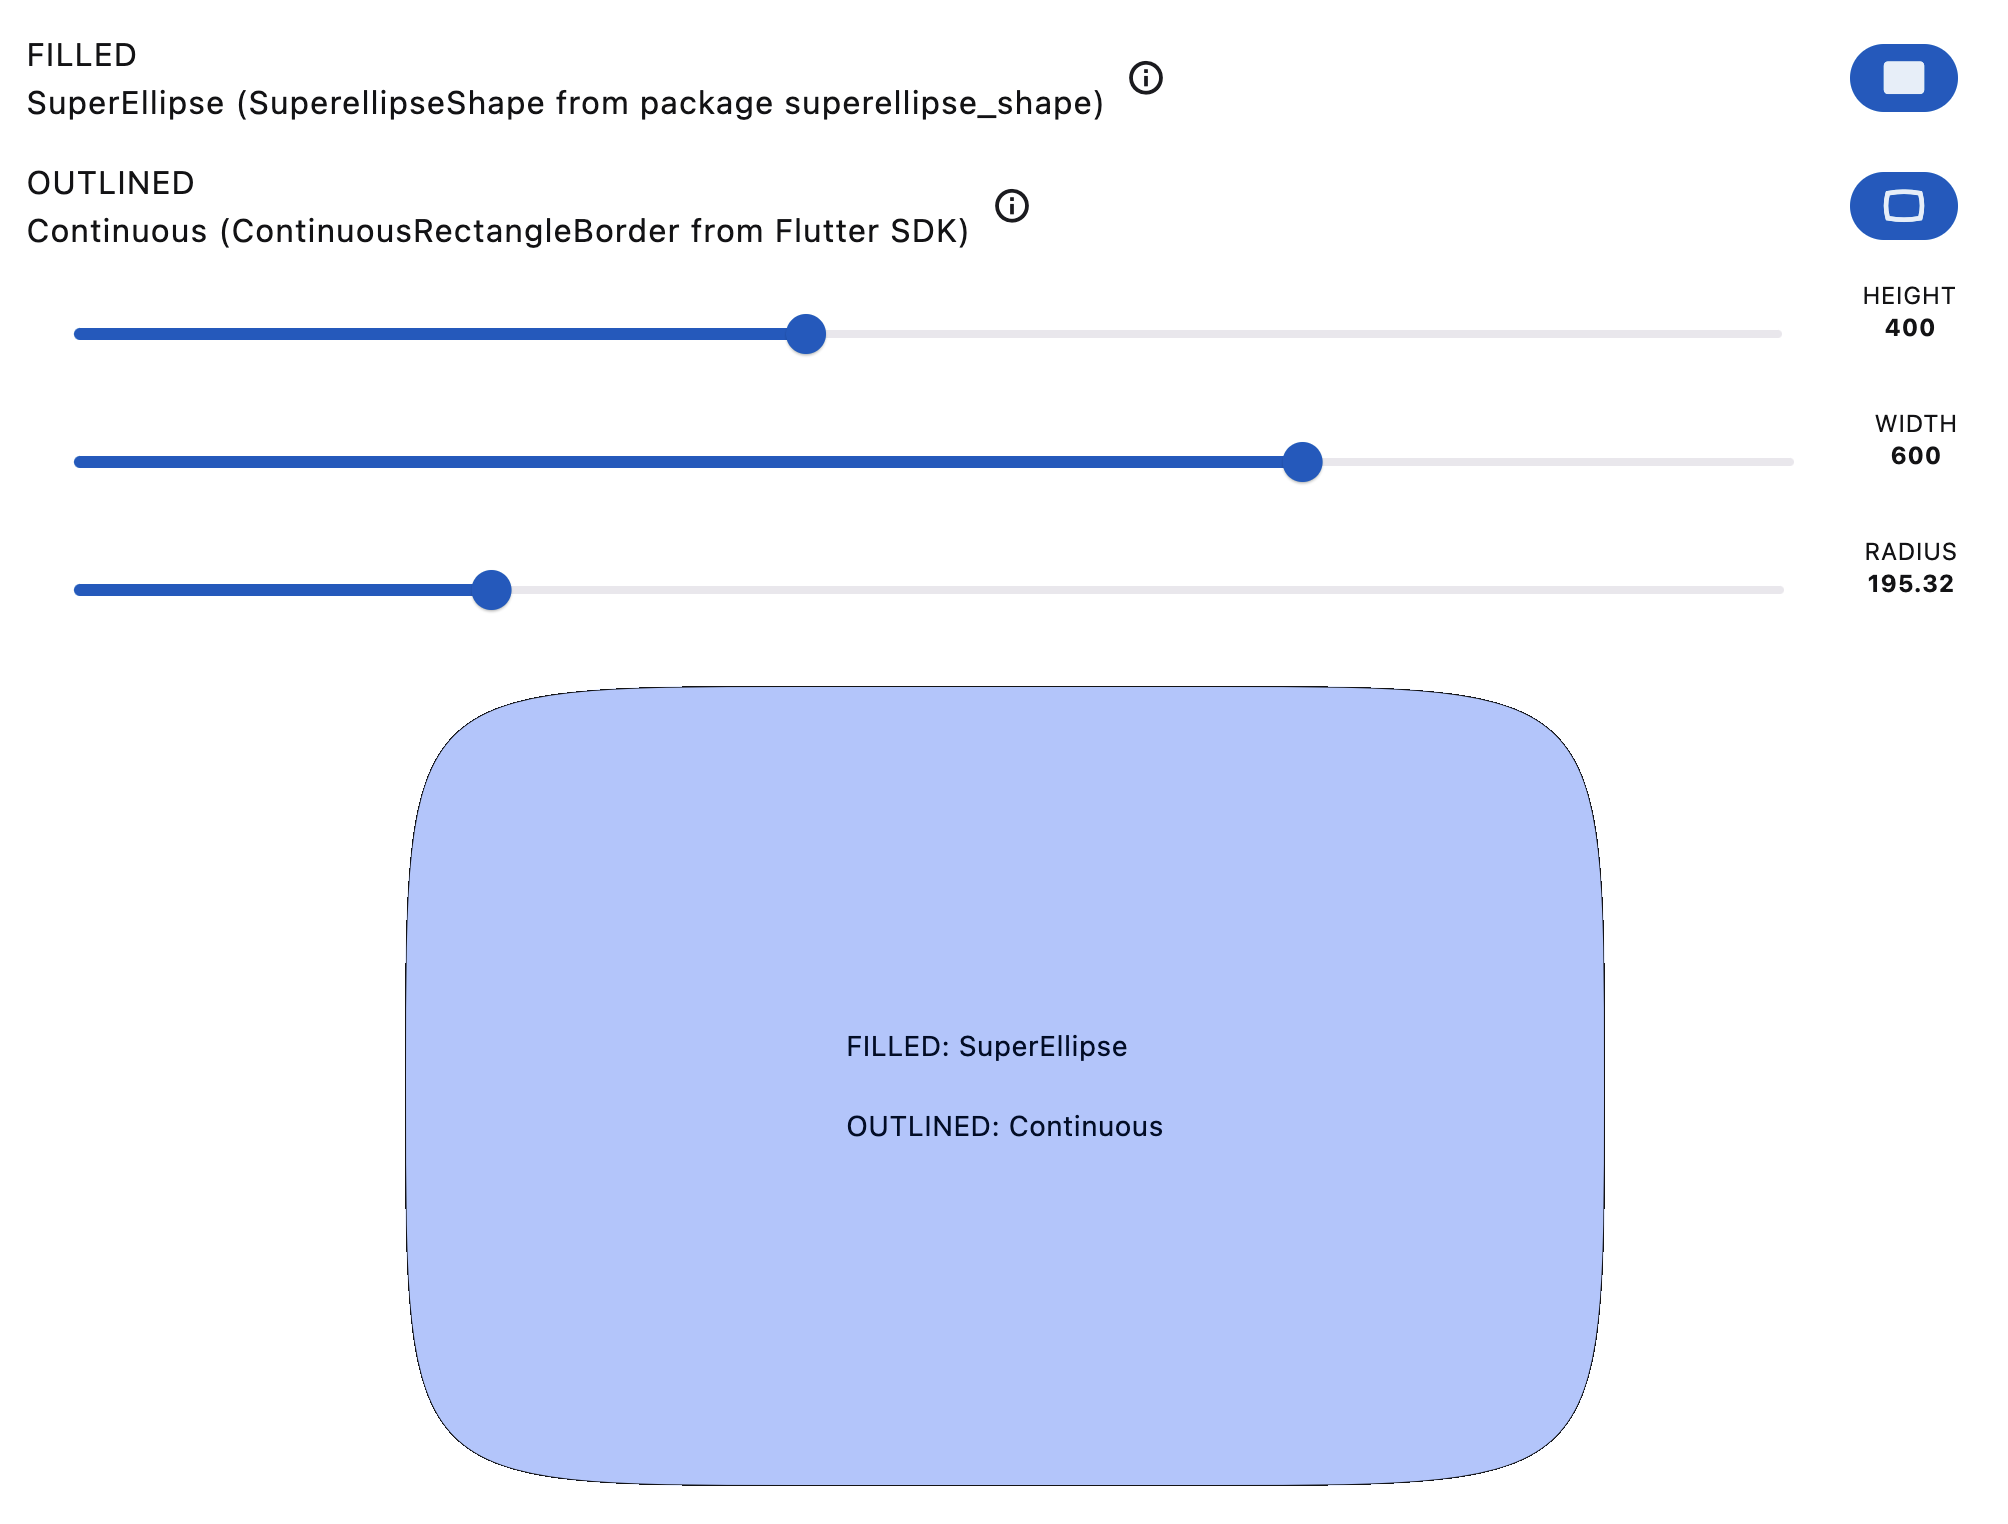 FILLED
SuperEllipse (SuperellipseShape from package superellipse_shape)
OUTLINED
Continuous (ContinuousRectangleBorder from Flutter SDK)
HEIGHT
400
WIDTH
600
RADIUS
195.32
FILLED: SuperEllipse
OUTLINED: Continuous